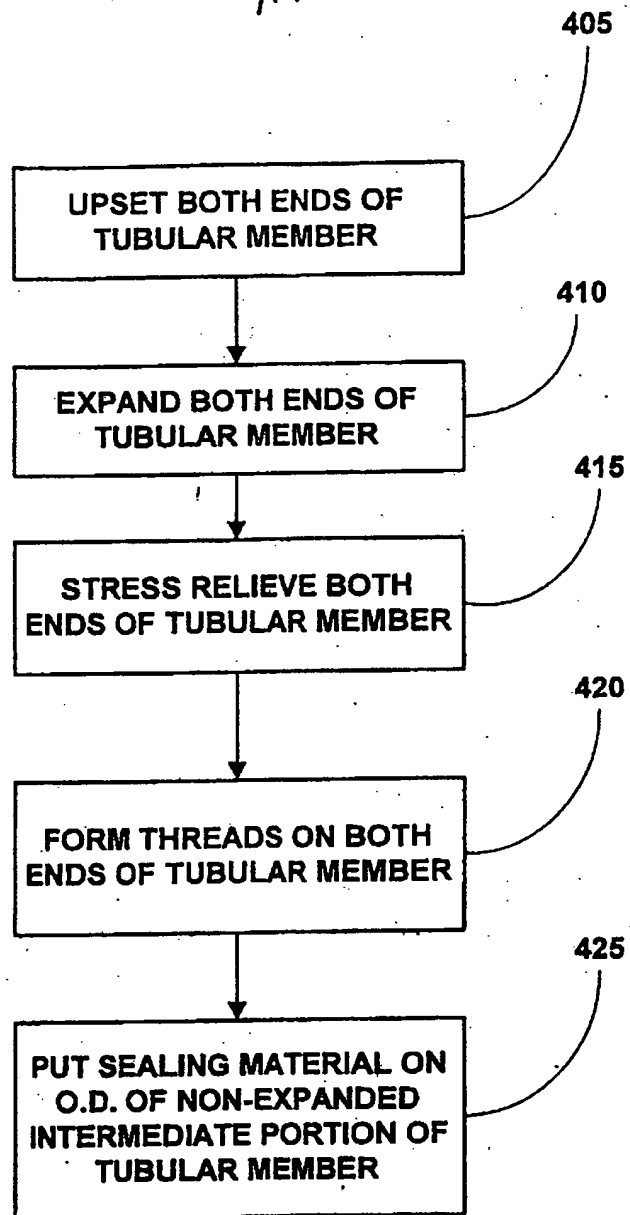 405
UPSET BOTH ENDS OF
TUBULAR MEMBER
410
EXPAND BOTH ENDS OF
TUBULAR MEMBER
415
STRESS RELIEVE BOTH
ENDS OF TUBULAR MEMBER
420
FORM THREADS ON BOTH
ENDS OF TUBULAR MEMBER
425
PUT SEALING MATERIAL ON
O.D. OF NON-EXPANDED
INTERMEDIATE PORTION OF
TUBULAR MEMBER